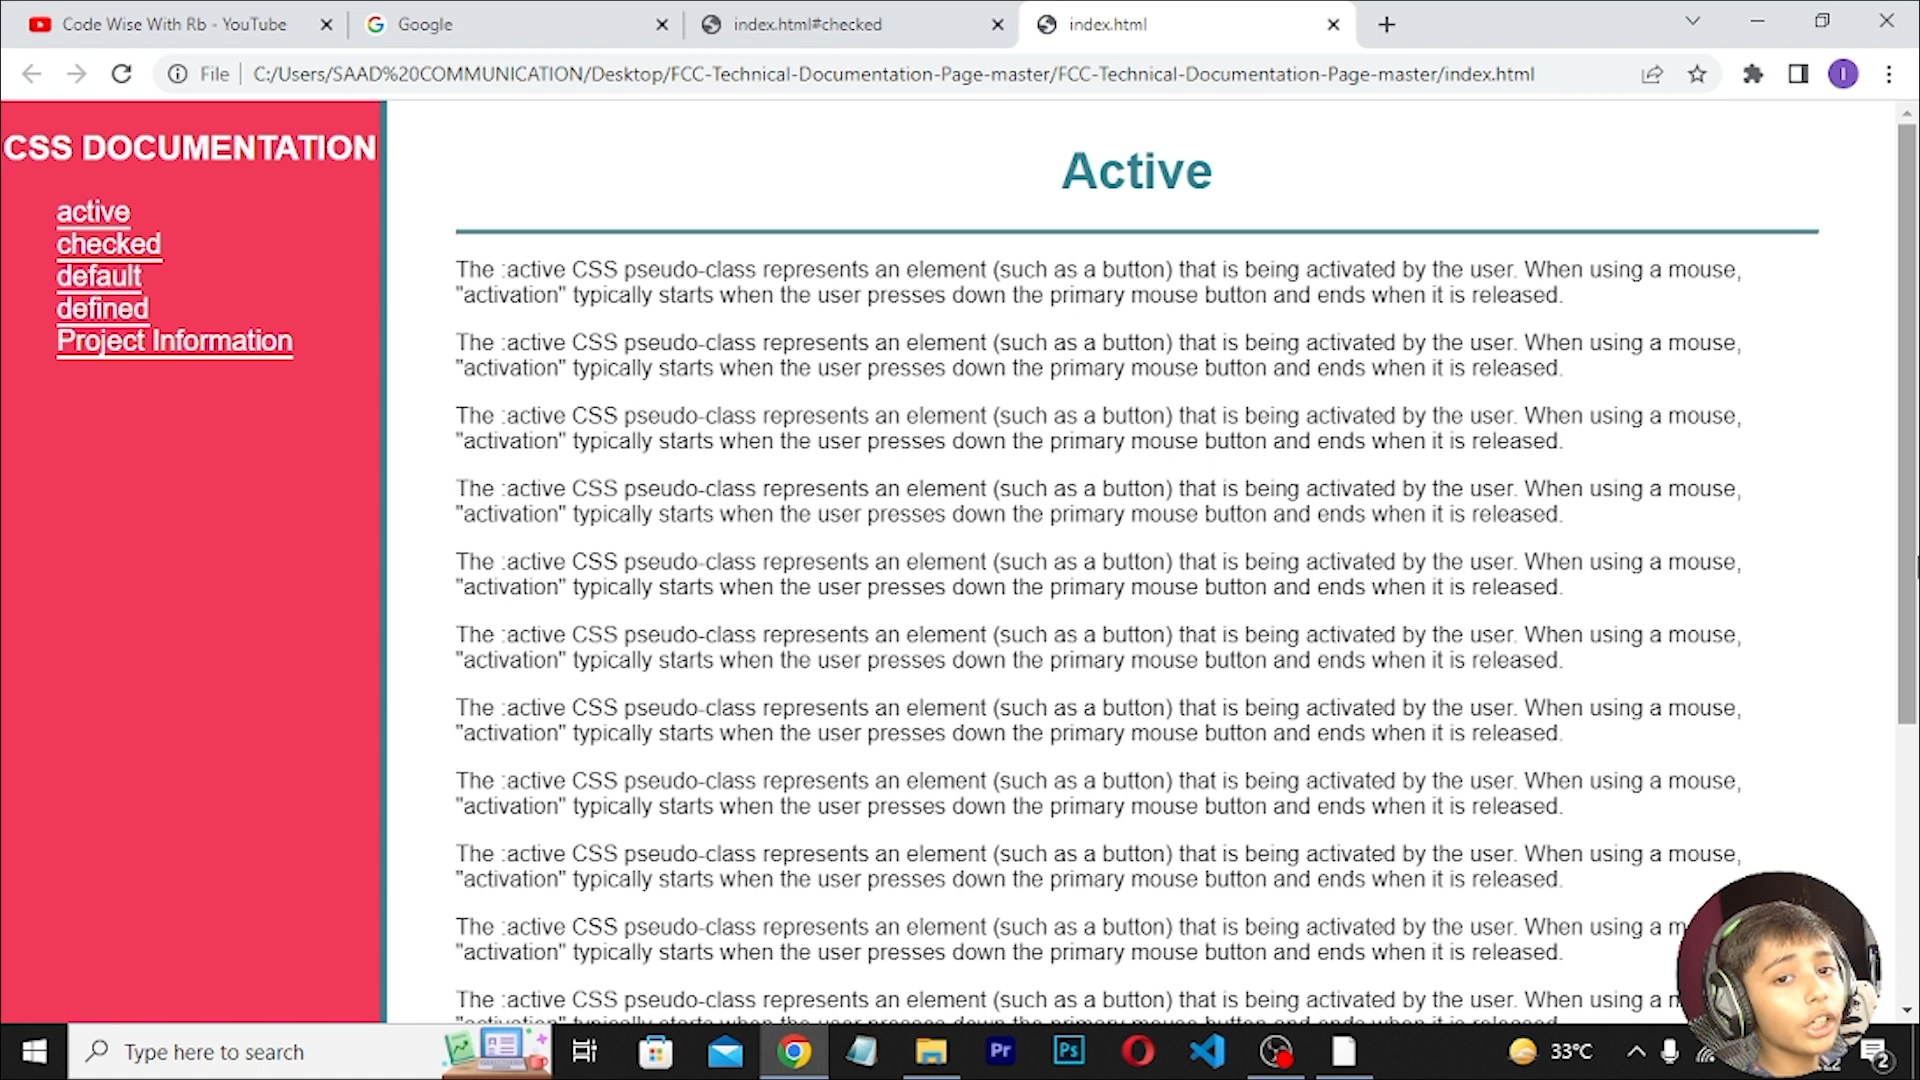 Code Wise With Rb - YouTube
Google
index.html#checked
index.html
File
C:/Users/SAAD%20COMMUNICATION/Desktop/FCC-Technical-Documentation-Page-master/FCC-Technical-Documentation-Page-master/index.html
I
CSS DOCUMENTATION
active
checked
default
defined
Project Information
Active
The :active CSS pseudo-class represents an element (such as a button) that is being activated by the user. When using a mouse,
"activation" typically starts when the user presses down the primary mouse button and ends when it is released.
The :active CSS pseudo-class represents an element (such as a button) that is being activated by the user. When using a mouse,
"activation" typically starts when the user presses down the primary mouse button and ends when it is released.
The :active CSS pseudo-class represents an element (such as a button) that is being activated by the user. When using a mouse,
"activation" typically starts when the user presses down the primary mouse button and ends when it is released.
The :active CSS pseudo-class represents an element (such as a button) that is being activated by the user. When using a mouse,
"activation" typically starts when the user presses down the primary mouse button and ends when it is released.
The :active CSS pseudo-class represents an element (such as a button) that is being activated by the user. When using a mouse,
"activation" typically starts when the user presses down the primary mouse button and ends when it is released.
The :active CSS pseudo-class represents an element (such as a button) that is being activated by the user. When using a mouse,
"activation" typically starts when the user presses down the primary mouse button and ends when it is released.
The :active CSS pseudo-class represents an element (such as a button) that is being activated by the user. When using a mouse,
"activation" typically starts when the user presses down the primary mouse button and ends when it is released.
The :active CSS pseudo-class represents an element (such as a button) that is being activated by the user. When using a mouse,
"activation" typically starts when the user presses down the primary mouse button and ends when it is released.
The :active CSS pseudo-class represents an element (such as a button) that is being activated by the user. When using a mouse,
"activation" typically starts when the user presses down the primary mouse button and ends when it is released.
The :active CSS pseudo-class represents an element (such as a button) that is being activated by the user. When using a
"activation" typically starts when the user presses down the primary mouse button and ends when it is released.
The :active CSS pseudo-class represents an element (such as a button) that is being activated by the user. When using a
Type here to search
Pr
Ps
33°C
2